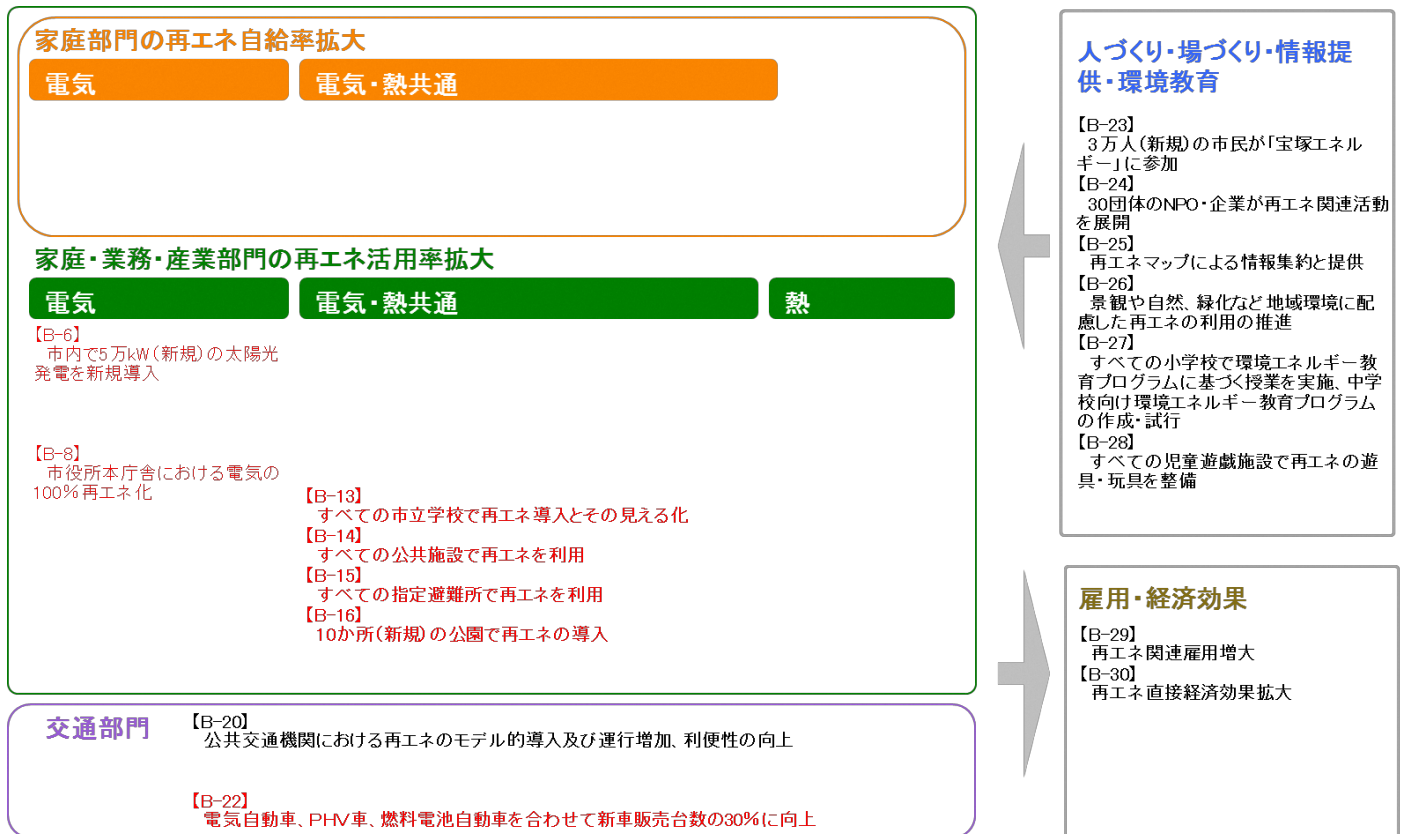 家庭部門の再エネ自給率拡大
電気
電気・熱共通
家庭・業務・産業部門の再エネ活用率拡大
電気
電気・熱共通
熱
【B-6】
市内で5万kW（新規）の太陽光
発電を新規導入
【B-8】
市役所本庁舎における電気の
100％再エネ化
【B-13】
すべての市立学校で再エネ導入とその見える化
【B-14】
すべての公共施設で再エネを利用
【B-15】
すべての指定避難所で再エネを利用
【B-16】
10か所（新規）の公園で再エネの導入
交通部門
【B-20】
公共交通機関における再エネのモデル的導入及び運行増加、利便性の向上
【B-22】
電気自動車、PHV車、燃料電池自動車を合わせて新車販売台数の30％に向上
人づくり・場づくり・情報提
供・環境教育
【B-23】
3万人（新規）の市民が「宝塚エネル
ギー」に参加
【B-24】
30団体のNPO・企業が再エネ関連活動
を展開
【B-25】
再エネマップによる情報集約と提供
【B-26】
景観や自然、緑化など地域環境に配
慮した再エネの利用の推進
【B-27】
すべての小学校で環境エネルギー教
育プログラムに基づく授業を実施、中学
校向け環境エネルギー教育プログラム
の作成・試行
【B-28】
すべての児童遊戯施設で再エネの遊
具・玩具を整備
雇用・経済効果
【B-29】
再エネ関連雇用増大
【B-30】
再エネ直接経済効果拡大